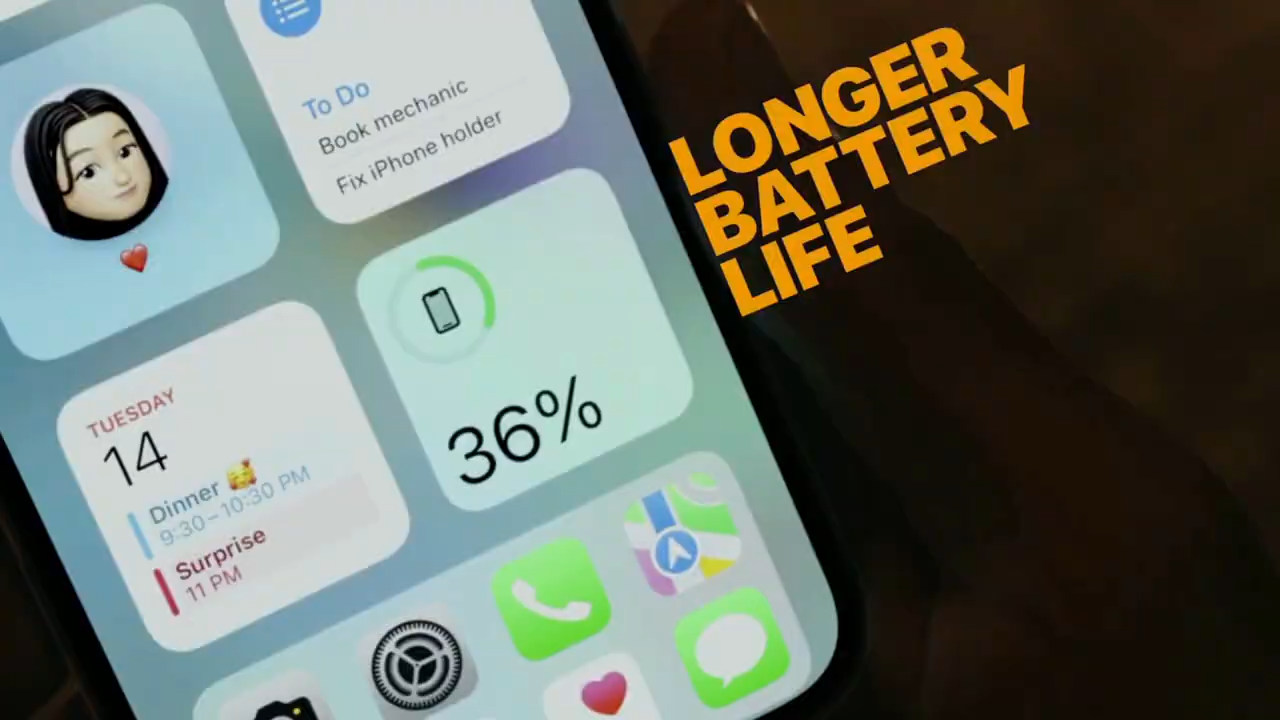 To Do
Book mechanic
Fix iPhone holder
LONGER
BATTERY
LIFE
36%
TUESDAY
14
Dinner 🥰
9:30–10:30 PM
Surprise
11 PM